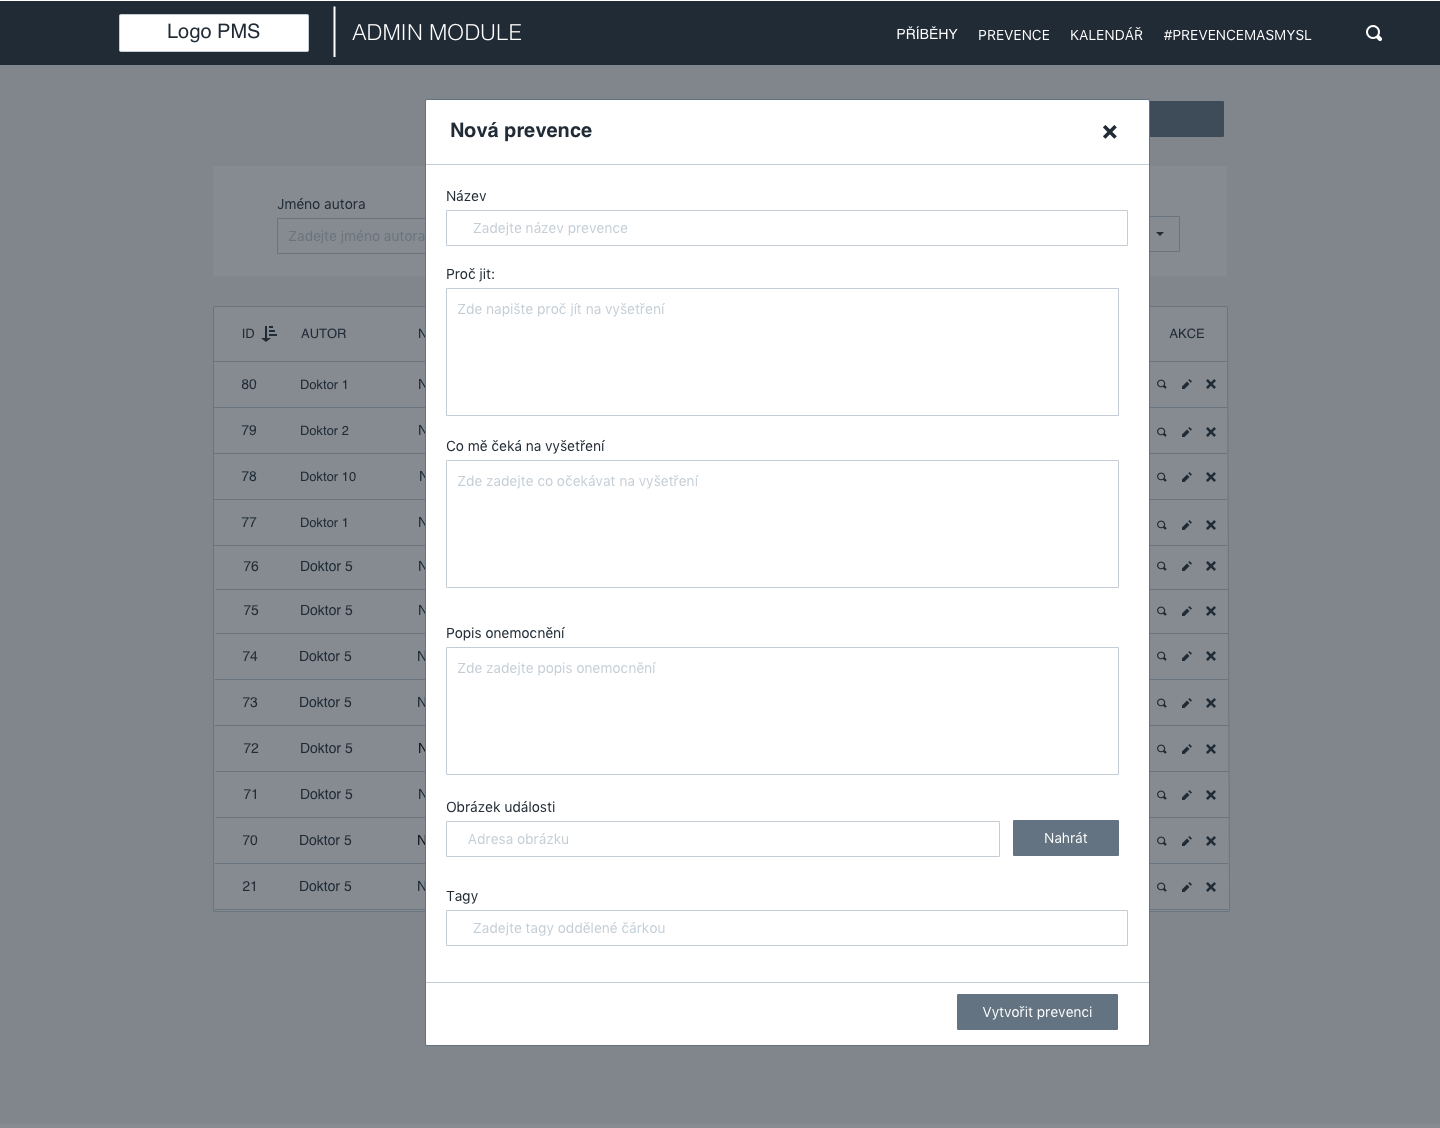 Logo PMS
ADMIN MODULE
PŘÍBĚHY
PREVENCE
KALENDÁŘ
#PREVENCEMASMYSL
Nová prevence
Název
Zadejte název prevence
Proč jit:
Zde napište proč jít na vyšetření
Co mě čeká na vyšetření
Zde zadejte co očekávat na vyšetření
Popis onemocnění
Zde zadejte popis onemocnění
Obrázek události
Adresa obrázku
Nahrát
Tagy
Zadejte tagy oddělené čárkou
Vytvořit prevenci
Jméno autora
Zadejte jméno autora
ID AUTOR N AKCE
80 Doktor 1 N
79 Doktor 2 N
78 Doktor 10 N
77 Doktor 1 N
76 Doktor 5 N
75 Doktor 5 N
74 Doktor 5 N
73 Doktor 5 N
72 Doktor 5 N
71 Doktor 5 N
70 Doktor 5 N
21 Doktor 5 N